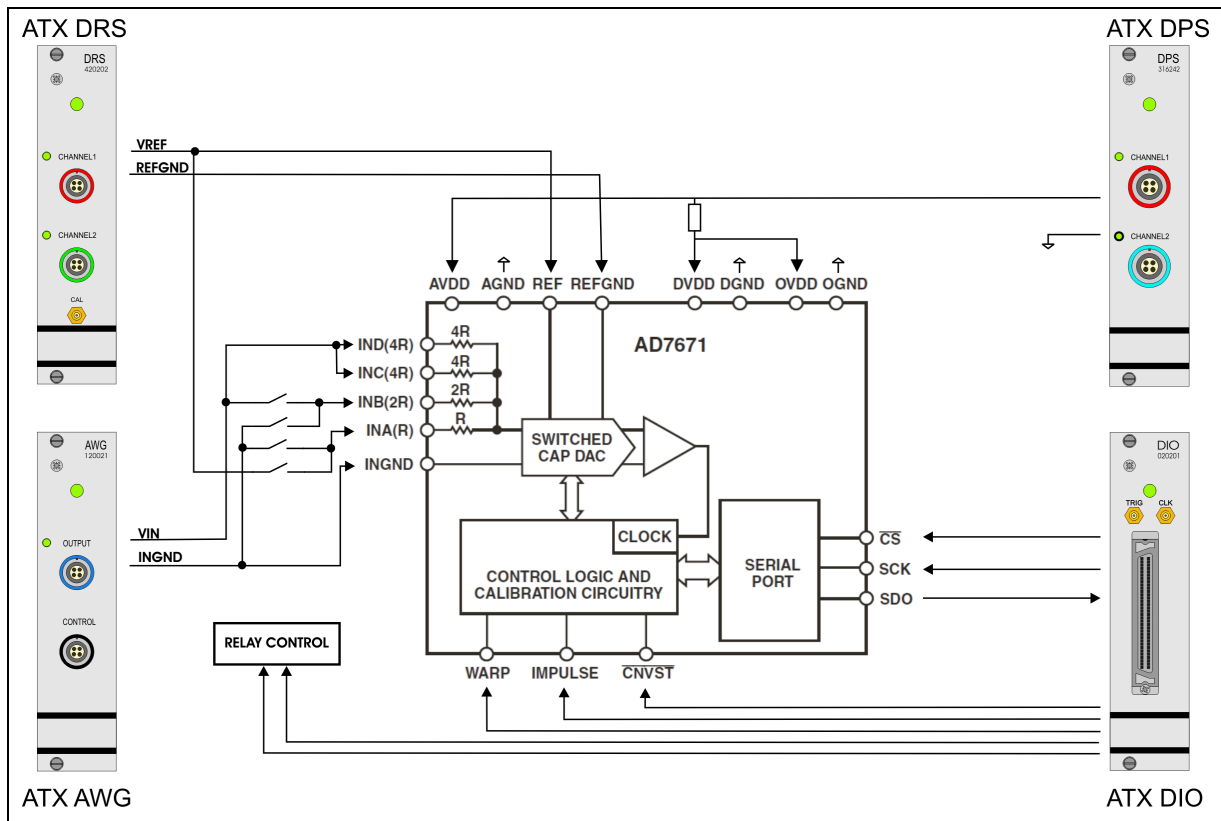 ATX DRS
ATX DPS
DRS
420202
CHANNEL1
CHANNEL2
CAL
DPS
316242
CHANNEL1
CHANNEL2
VREF
REFGND
AVDD AGND REF REFGND DVDD DGND OVDD OGND
AD7671
IND(4R) 4R
INC(4R) 4R
INB(2R) 2R
INA(R) R
INGND
SWITCHED
CAP DAC
CLOCK
CONTROL LOGIC AND
CALIBRATION CIRCUITRY
SERIAL
PORT
CS
SCK
SDO
WARP IMPULSE CNVST
AWG
120021
OUTPUT
CONTROL
VIN
INGND
RELAY CONTROL
DIO
020201
TRIG CLK
ATX AWG
ATX DIO